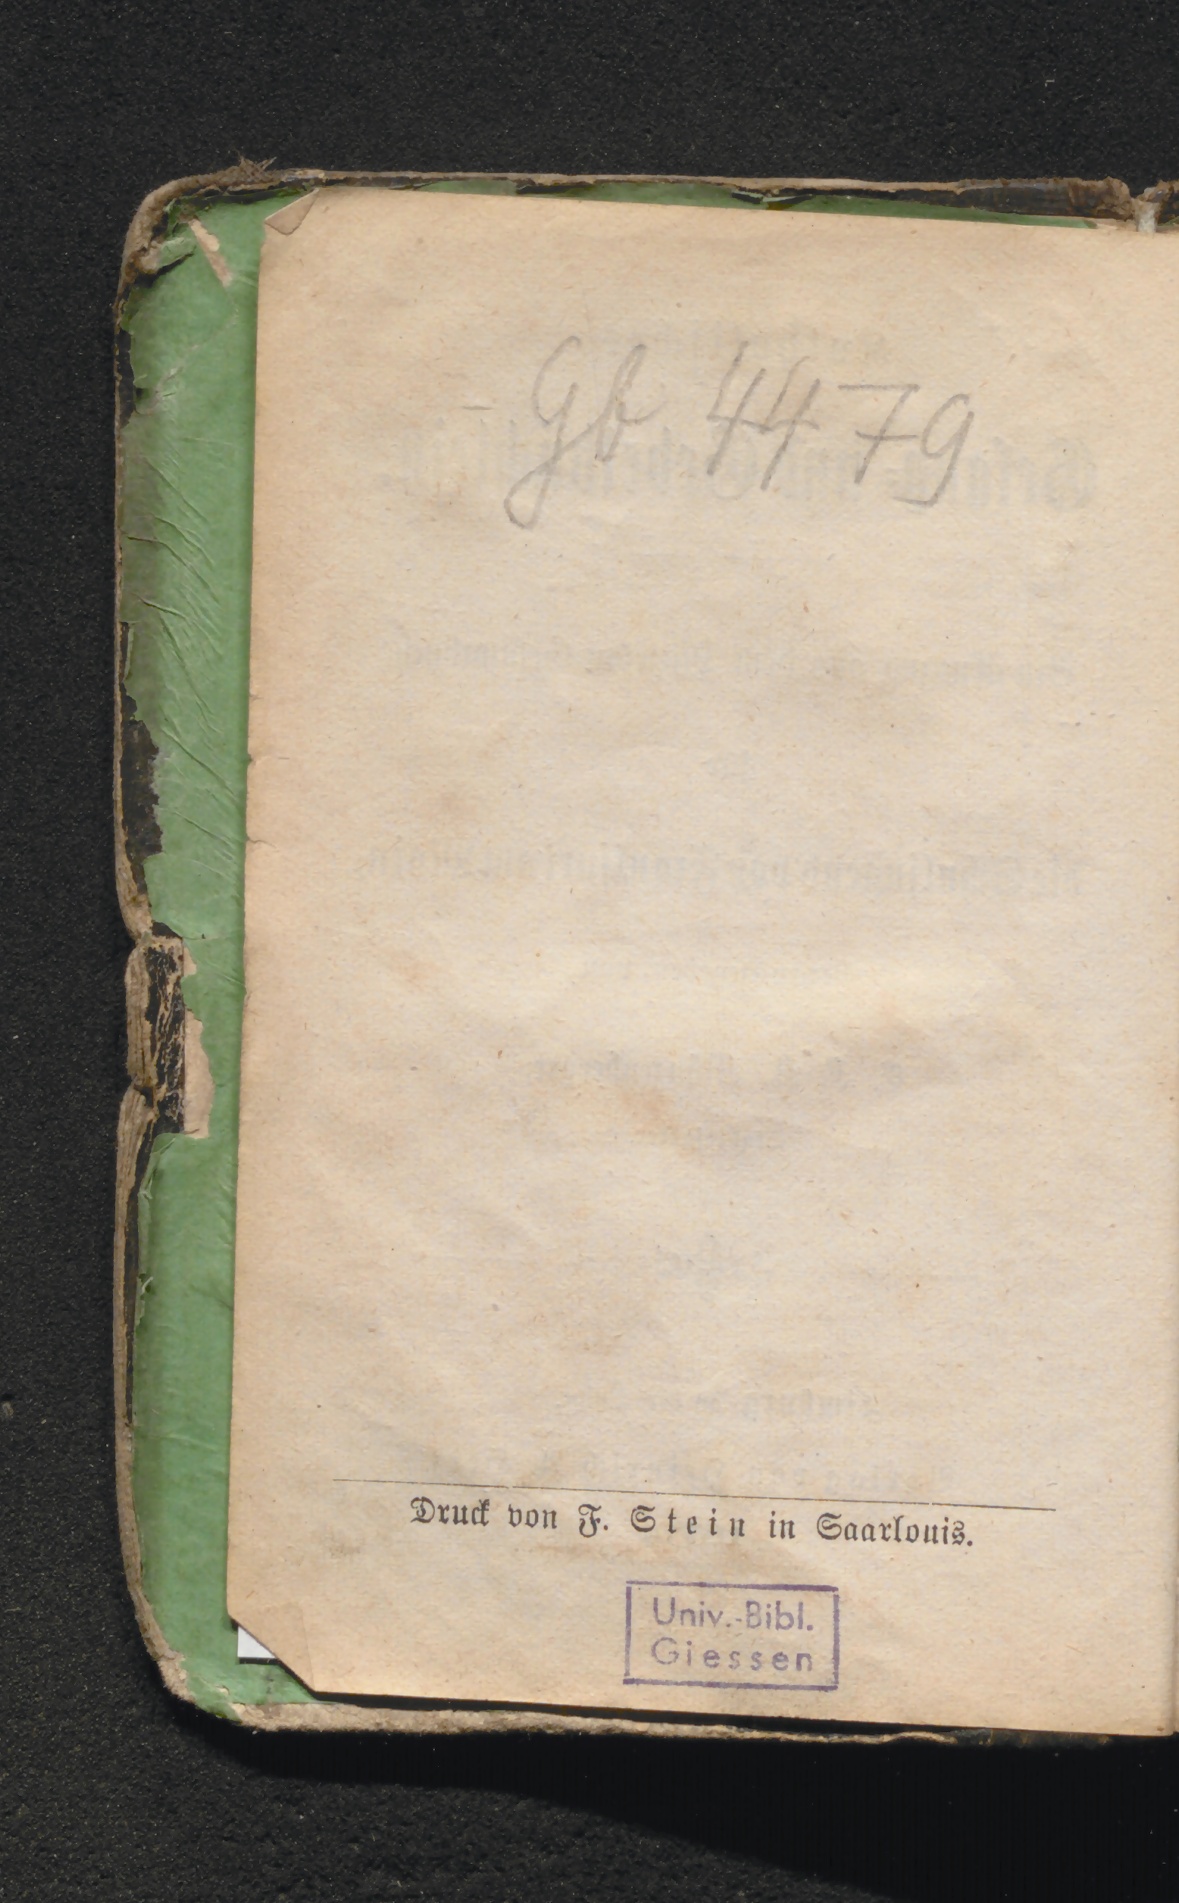 Gb 4479
Druck von F. Stein in Saarlouis.
Univ.-Bibl.
Giessen